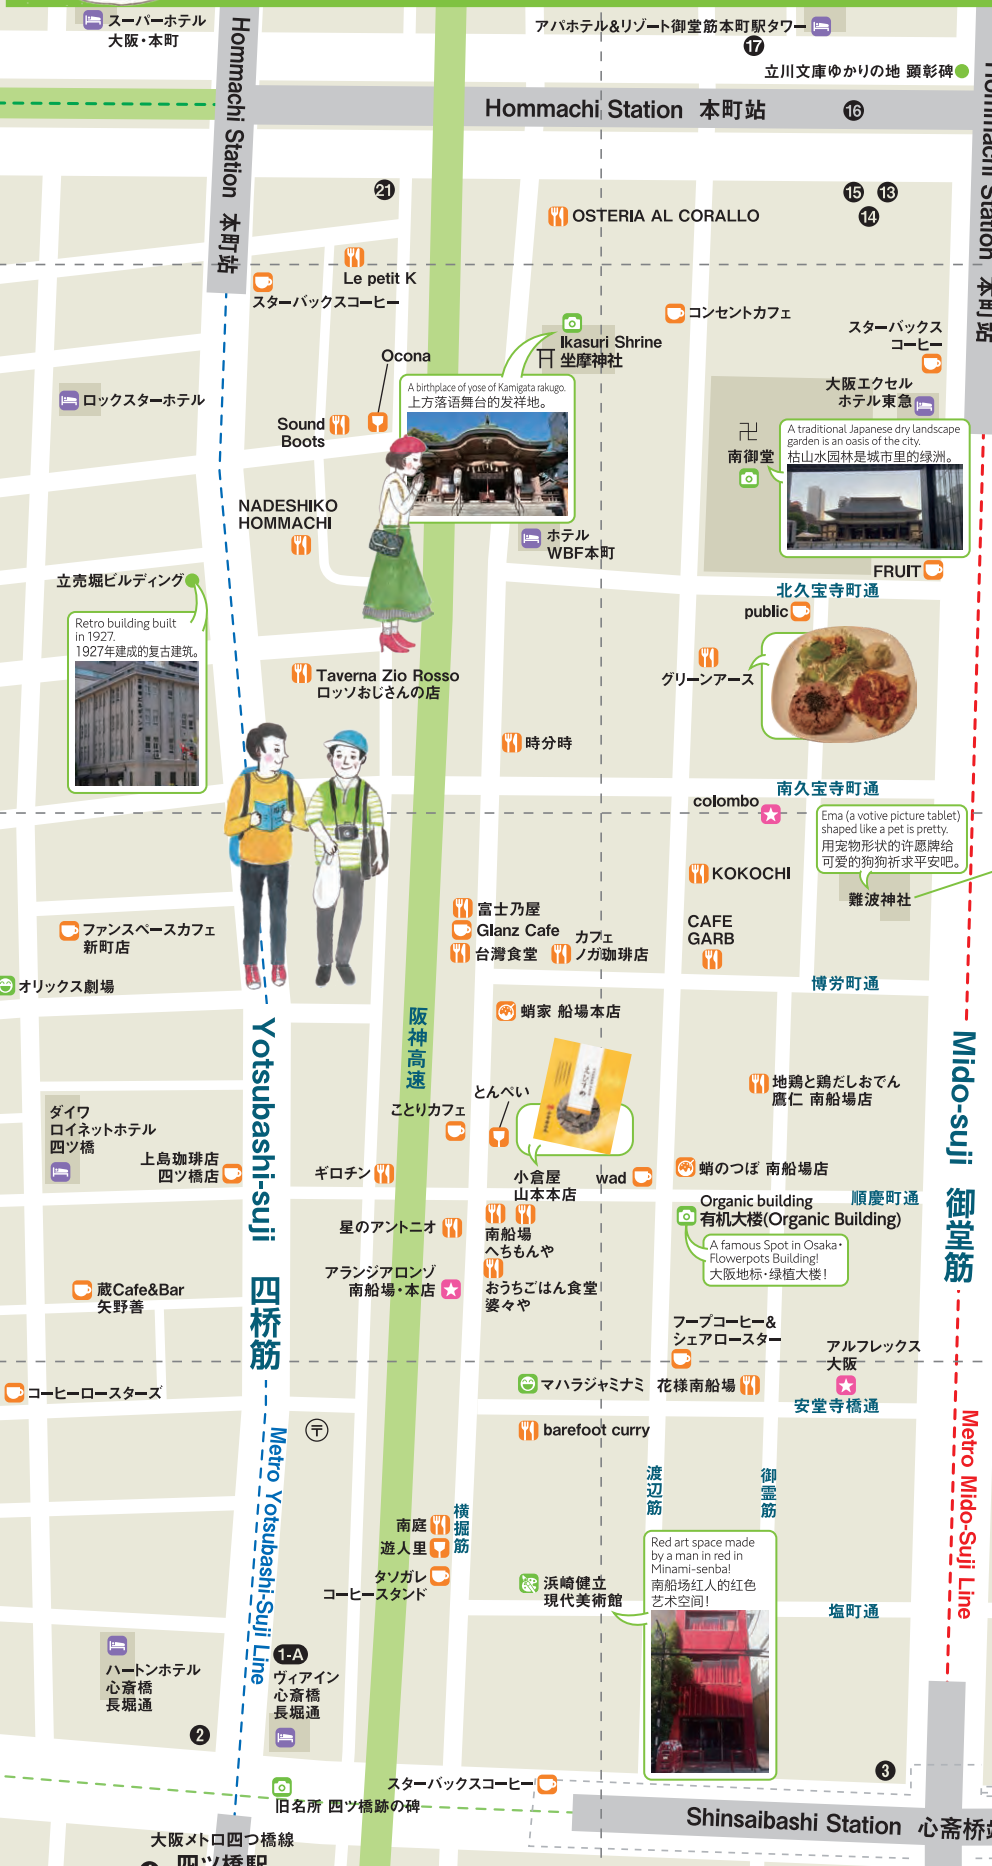 スーパーホテル
大阪・本町
アパホテル&リゾート御堂筋本町駅タワー
17
立川文庫ゆかりの地 顕彰碑
Hommachi Station 本町站
Hommachi Station 本町站
16
Hommachi Station 本町站
21
15
13
14
OSTERIA AL CORALLO
Le petit K
スターバックスコーヒー
コンセントカフェ
Ikasuri Shrine
坐摩神社
スターバックス
コーヒー
Ocona
A birthplace of yose of Kamigata rakugo.
上方落语舞台的发祥地。
大阪エクセル
ホテル東急
ロックスターホテル
Sound
Boots
南御堂
A traditional Japanese dry landscape
garden is an oasis of the city.
枯山水园林是城市里的绿洲。
NADESHIKO
HOMMACHI
ホテル
WBF本町
FRUIT
立売堀ビルディング
北久宝寺町通
public
Retro building built
in 1927.
1927年建成的复古建筑。
グリーンアース
Taverna Zio Rosso
ロッソおじさんの店
時分時
南久宝寺町通
colombo
Ema (a votive picture tablet)
shaped like a pet is pretty.
用宠物形状的许愿牌给
可爱的狗狗祈求平安吧。
KOKOCHI
難波神社
富士乃屋
Glanz Cafe
台灣食堂
カフェ
ノガ珈琲店
CAFE
GARB
ファンスペースカフェ
新町店
オリックス劇場
博労町通
蛸家 船場本店
阪神高速
Yotsubashi-suji 四桥筋
Mido-suji 御堂筋
とんぺい
ことりカフェ
地鶏と鶏だしおでん
鷹仁 南船場店
ダイワ
ロイネットホテル
四ツ橋
上島珈琲店
四ツ橋店
ギロチン
小倉屋
山本本店
wad
蛸のつぼ 南船場店
順慶町通
Organic building
有机大楼(Organic Building)
星のアントニオ
南船場
へちもんや
A famous Spot in Osaka・
Flowerpots Building!
大阪地标・绿植大楼!
アランジアロンゾ
南船場・本店
おうちごはん食堂
婆々や
蔵Cafe&Bar
矢野善
フープコーヒー&
シェアロースター
アルフレックス
大阪
コーヒーロースターズ
マハラジャミナミ
花様南船場
安堂寺橋通
barefoot curry
Metro Yotsubashi-Suji Line
Metro Mido-Suji Line
渡辺筋
御霊筋
横堀筋
南庭
遊人里
タソガレ
コーヒースタンド
浜崎健立
現代美術館
Red art space made
by a man in red in
Minami-senba!
南船场红人的红色
艺术空间!
塩町通
ハートンホテル
心斎橋
長堀通
1-A
ヴィアイン
心斎橋
長堀通
2
3
スターバックスコーヒー
旧名所 四ツ橋跡の碑
Shinsaibashi Station 心斎桥站
大阪メトロ四つ橋線
四ツ橋駅